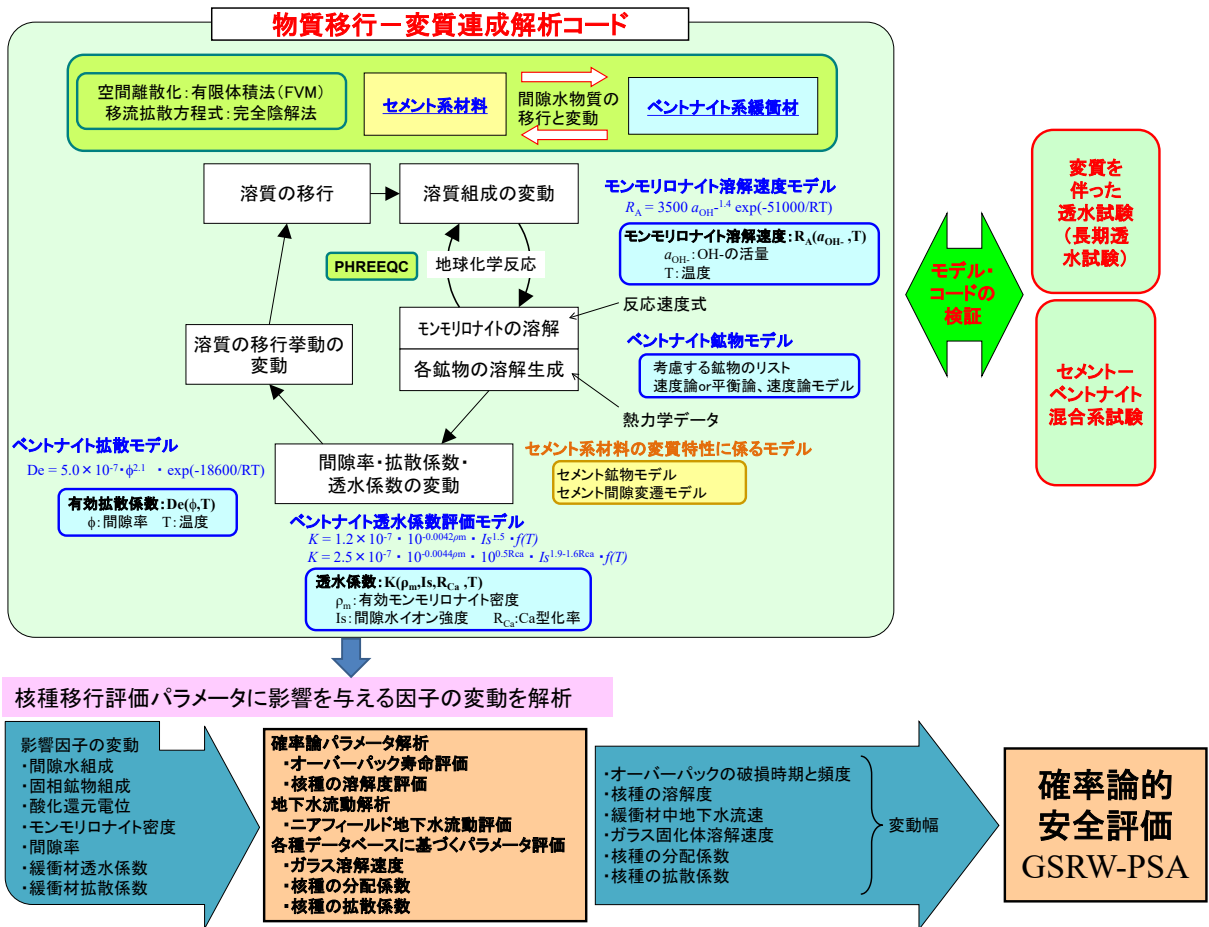 物質移行－変質連成解析コード
空間離散化：有限体積法（FVM）
移流拡散方程式：完全陰解法
セメント系材料
間隙水物質の
移行と変動
ベントナイト系緩衝材
溶質の移行
溶質組成の変動
モンモリロナイト溶解速度モデル
R_A = 3500 a_OH-^1.4 exp(-51000/RT)
モンモリロナイト溶解速度：R_A(a_OH- ,T)
a_OH-：OH-の活量
T：温度
PHREEQC
地球化学反応
反応速度式
モンモリロナイトの溶解
各鉱物の溶解生成
溶質の移行挙動の
変動
ベントナイト鉱物モデル
考慮する鉱物のリスト
速度論or平衡論、速度論モデル
熱力学データ
ベントナイト拡散モデル
De = 5.0×10^-7・ϕ^2.1 ・exp(-18600/RT)
有効拡散係数：De(ϕ,T)
ϕ：間隙率　T：温度
間隙率・拡散係数・
透水係数の変動
セメント系材料の変質特性に係るモデル
セメント鉱物モデル
セメント間隙変遷モデル
ベントナイト透水係数評価モデル
K = 1.2×10^-7・10^-0.0042ρm・Is^1.5・f(T)
K = 2.5×10^-7・10^-0.0044ρm・10^0.5Rca・Is^1.9-1.6Rca・f(T)
透水係数：K(ρ_m,Is,R_Ca ,T)
ρ_m：有効モンモリロナイト密度
Is：間隙水イオン強度　R_Ca:Ca型化率
モデル・
コードの
検証
変質を
伴った
透水試験
（長期透
水試験）
セメントー
ベントナイト
混合系試験
核種移行評価パラメータに影響を与える因子の変動を解析
影響因子の変動
・間隙水組成
・固相鉱物組成
・酸化還元電位
・モンモリロナイト密度
・間隙率
・緩衝材透水係数
・緩衝材拡散係数
確率論パラメータ解析
・オーバーパック寿命評価
・核種の溶解度評価
地下水流動解析
・ニアフィールド地下水流動評価
各種データベースに基づくパラメータ評価
・ガラス溶解速度
・核種の分配係数
・核種の拡散係数
・オーバーパックの破損時期と頻度
・核種の溶解度
・緩衝材中地下水流速
・ガラス固化体溶解速度
・核種の分配係数
・核種の拡散係数
変動幅
確率論的
安全評価
GSRW-PSA